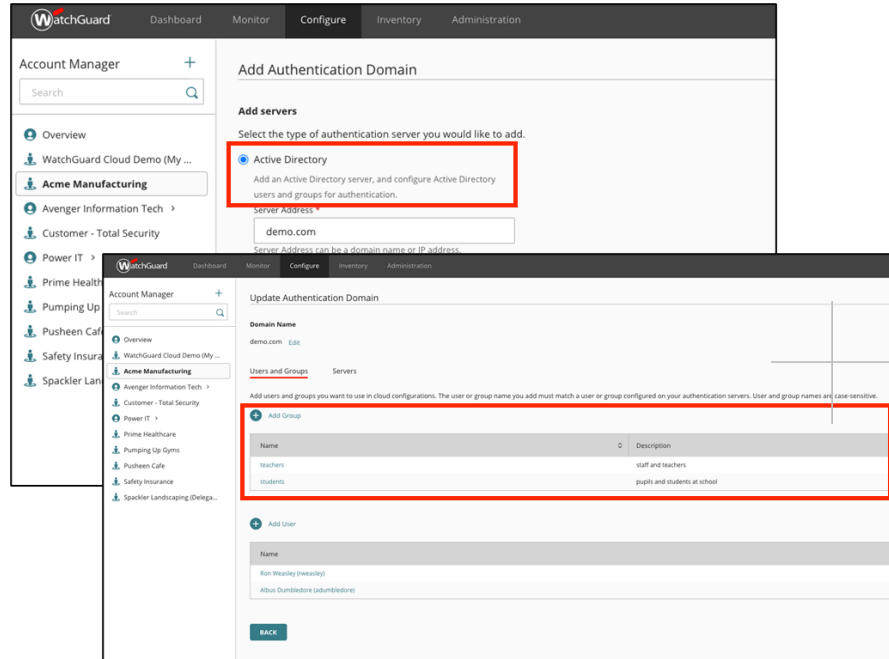 WatchGuard Dashboard Monitor Configure Inventory Administration
Account Manager +
Search
Overview
WatchGuard Cloud Demo (My ...
Acme Manufacturing
Avenger Information Tech >
Customer - Total Security
Power IT >
Prime Health
Pumping Up
Pusheen Caf
Safety Insura
Spackler Lan
Add Authentication Domain
Add servers
Select the type of authentication server you would like to add.
Active Directory
Add an Active Directory server, and configure Active Directory
users and groups for authentication.
Server Address *
demo.com
Server Address can be a domain name or IP address.
WatchGuard Dashboard Monitor Configure Inventory Administration
Account Manager +
Search
Overview
WatchGuard Cloud Demo (My ...
Acme Manufacturing
Avenger Information Tech >
Customer - Total Security
Power IT >
Prime Healthcare
Pumping Up Gyms
Pusheen Cafe
Safety Insurance
Spackler Landscaping (Delega...
Update Authentication Domain
Domain Name
demo.com Edit
Users and Groups Servers
Add users and groups you want to use in cloud configurations. The user or group name you add must match a user or group configured on your authentication servers. User and group names are case-sensitive.
Add Group
Name Description
teachers staff and teachers
students pupils and students at school
Add User
Name
Ron Weasley (rweasley)
Albus Dumbledore (adumbledore)
BACK